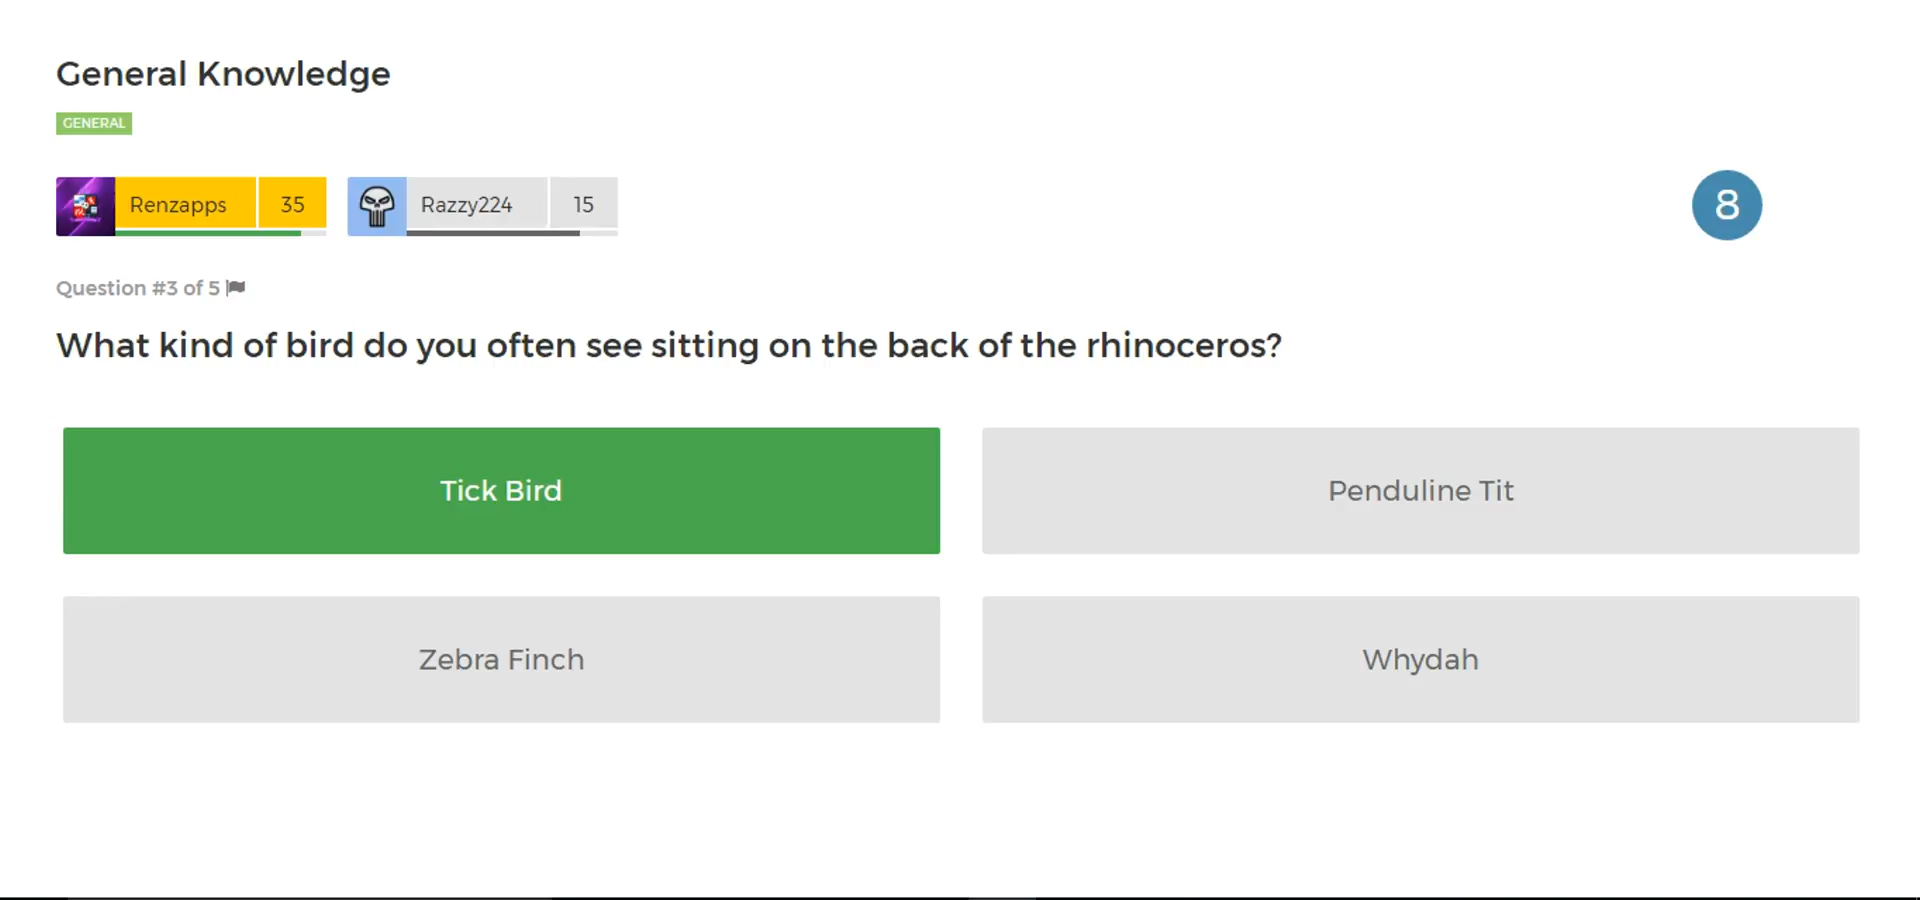 General Knowledge
GENERAL
Renzapps 35 Razzy224 15
8
Question #3 of 5
What kind of bird do you often see sitting on the back of the rhinoceros?
Tick Bird
Penduline Tit
Zebra Finch
Whydah